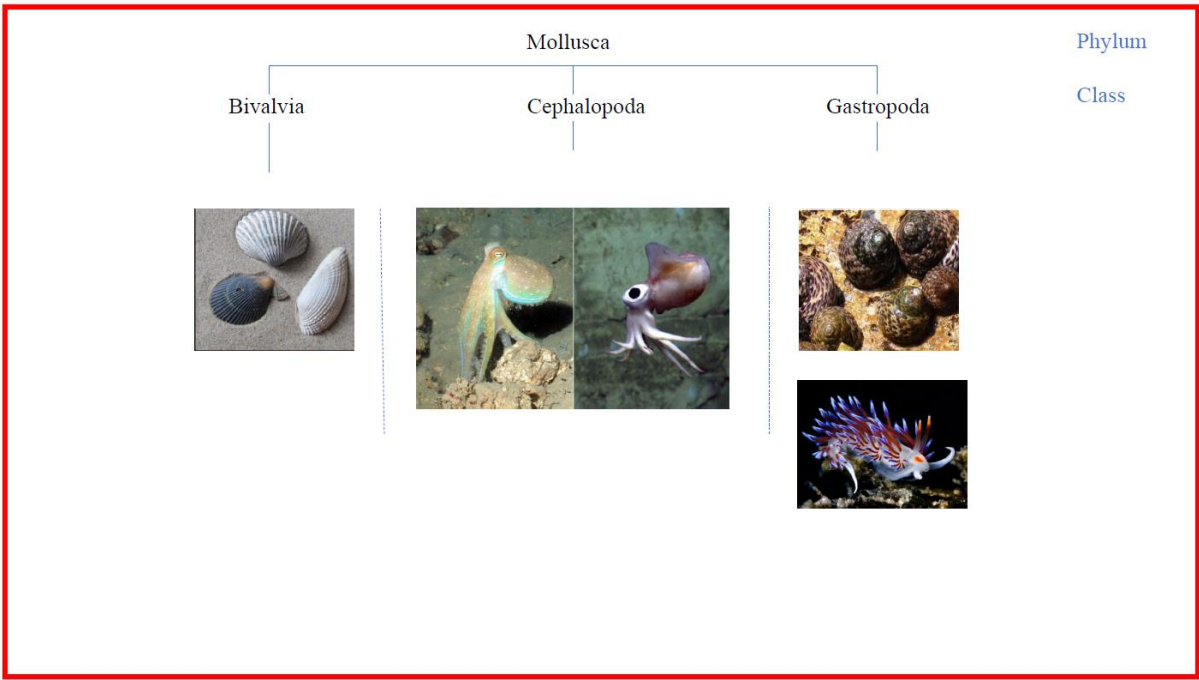 Mollusca
Phylum
Class
Bivalvia
Cephalopoda
Gastropoda